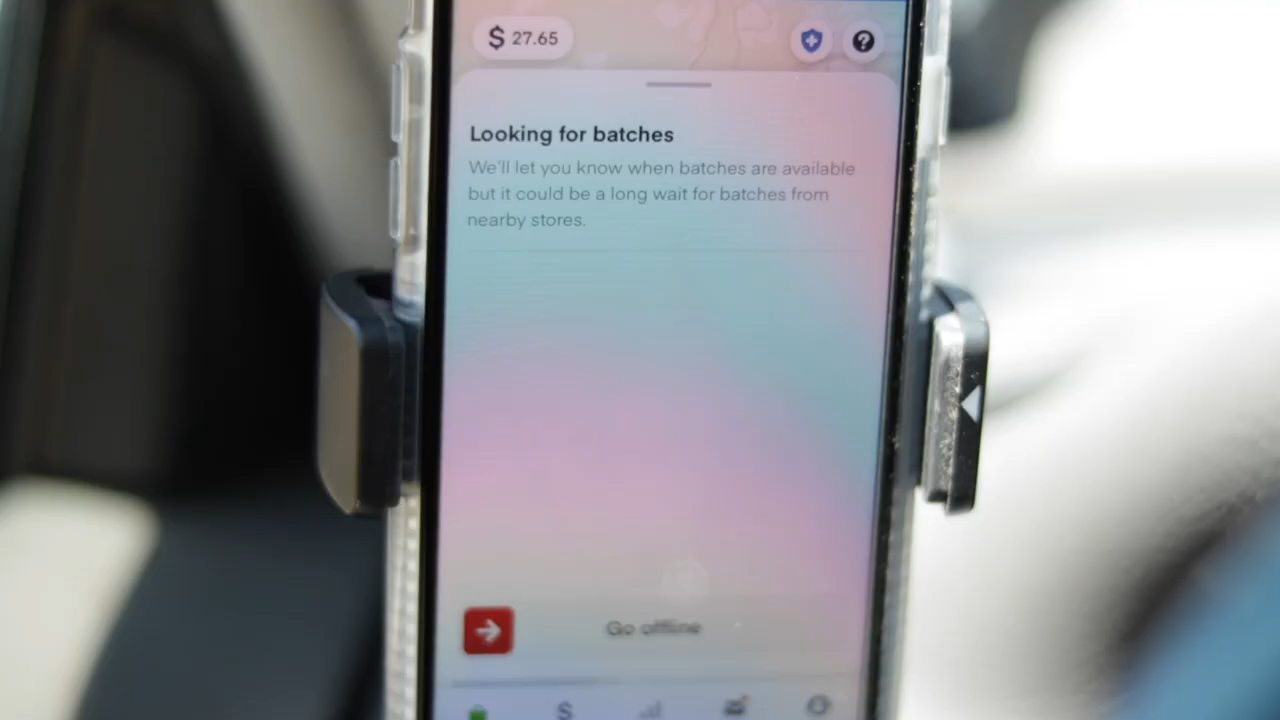 $ 27.65
Looking for batches
We'll let you know when batches are available
but it could be a long wait for batches from
nearby stores.
Go offline